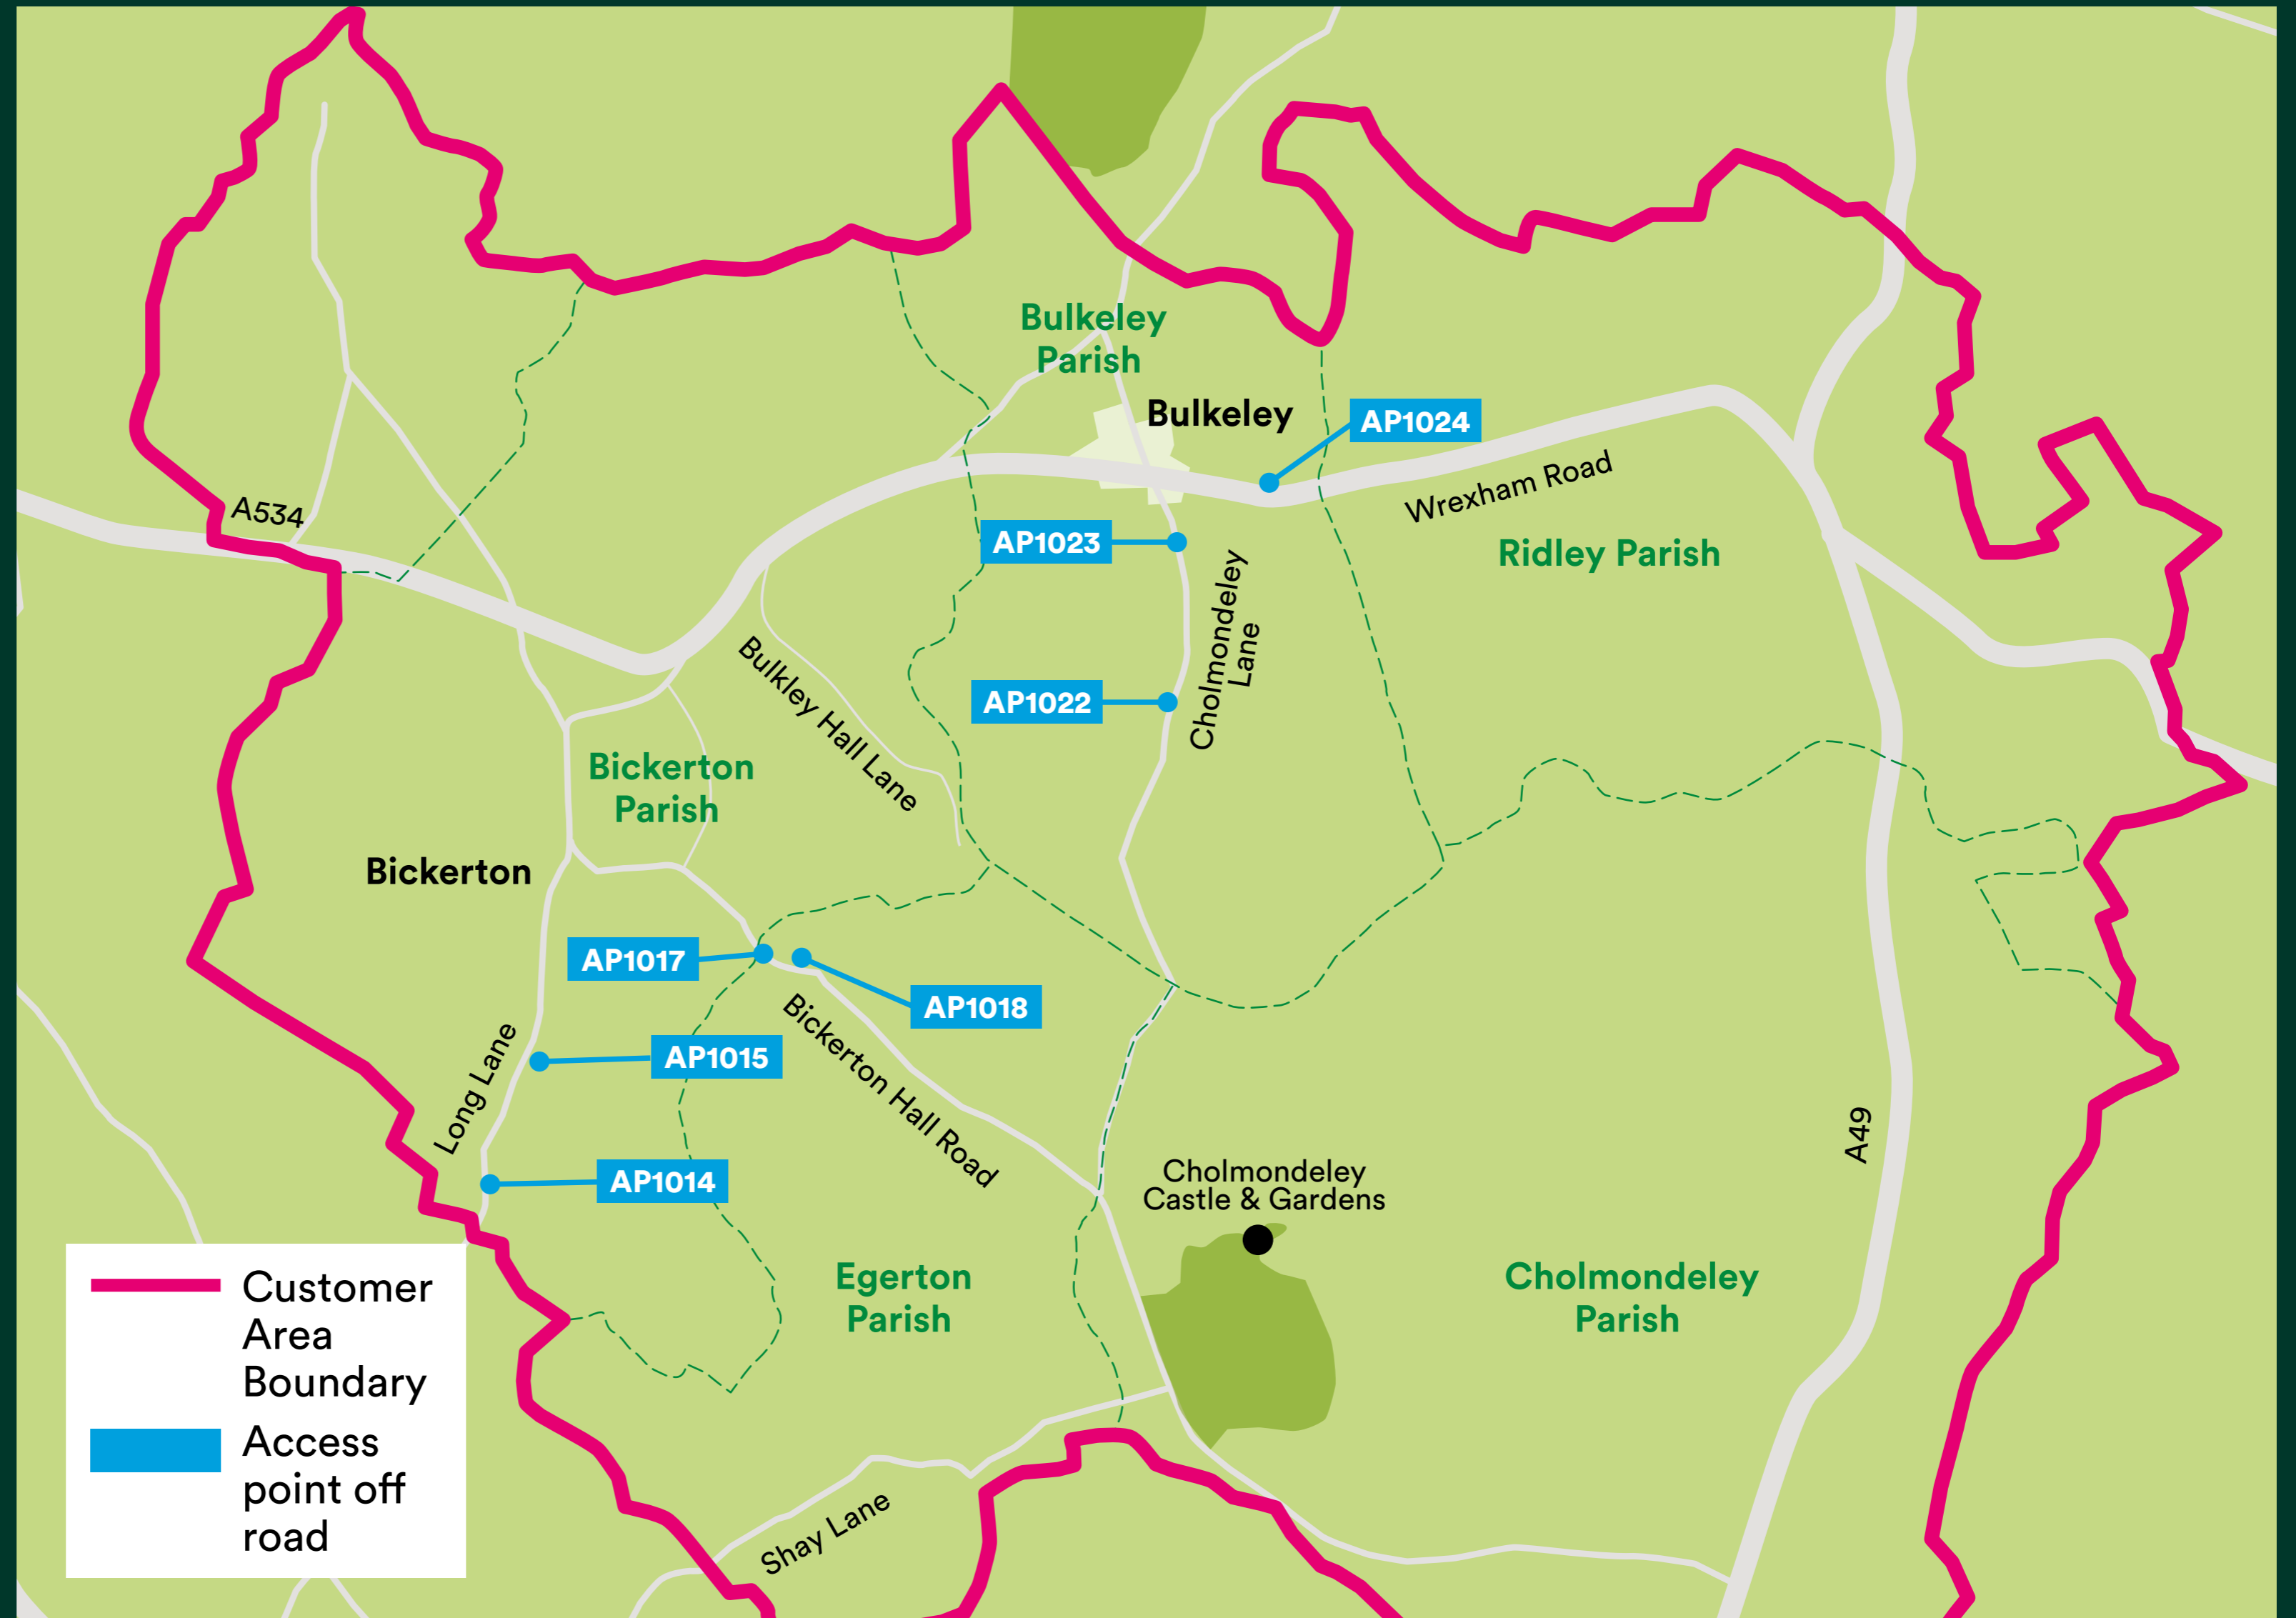 Bulkeley
Parish
Bulkeley
AP1024
A534
Wrexham Road
AP1023
Ridley Parish
Cholmondeley
Lane
Bulkley Hall Lane
AP1022
Bickerton
Parish
Bickerton
AP1017
AP1018
Bickerton Hall Road
AP1015
Long Lane
A49
AP1014
Cholmondeley
Castle & Gardens
Egerton
Parish
Cholmondeley
Parish
Shay Lane
Customer
Area
Boundary
Access
point off
road